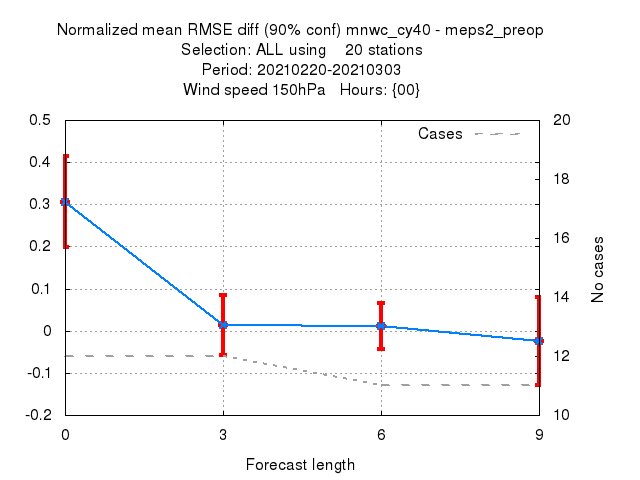 Normalized mean RMSE diff (90% conf) mnwc_cy40 - meps2_preop
Selection: ALL using    20 stations
Period: 20210220-20210303
Wind speed 150hPa   Hours: {00}
Cases
0.5
0.4
0.3
0.2
0.1
0
-0.1
-0.2
20
18
16
14
12
10
No cases
0
3
6
9
Forecast length